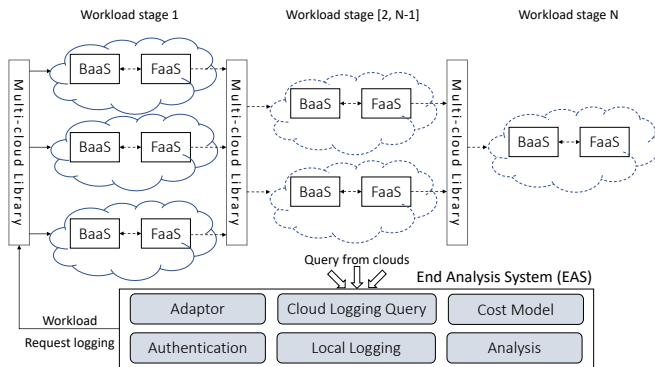 Workload stage 1
Workload stage [2, N-1]
Workload stage N
Multi-cloud Library
BaaS
FaaS
BaaS
FaaS
BaaS
FaaS
Multi-cloud Library
BaaS
FaaS
BaaS
FaaS
Multi-cloud Library
BaaS
FaaS
Query from clouds
End Analysis System (EAS)
Workload
Request logging
Adaptor
Cloud Logging Query
Cost Model
Authentication
Local Logging
Analysis